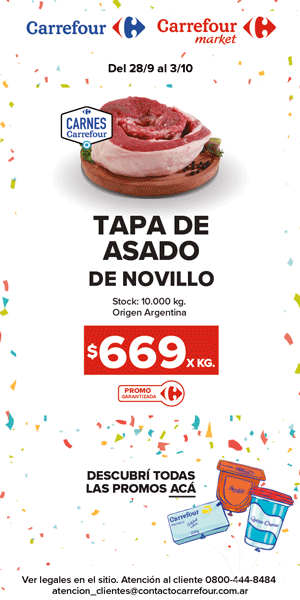 Carrefour Carrefour
market
Del 28/9 al 3/10
CARNES
Carrefour
TAPA DE
ASADO
DE NOVILLO
Stock: 10.000 kg.
Origen Argentina
$669 X KG.
PROMO
GARANTIZADA
DESCUBRÍ TODAS
LAS PROMOS ACÁ
Carrefour
Ver legales en el sitio. Atención al cliente 0800-444-8484
atencion_clientes@contactocarrefour.com.ar